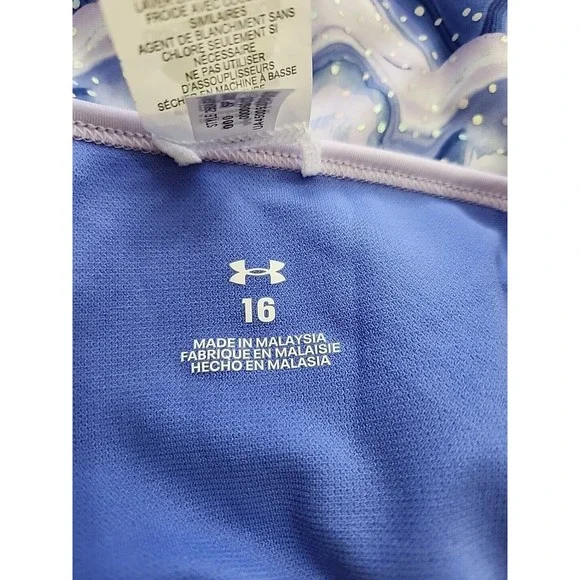 FROIDE AVEC
SIMILAIRES
AGENT DE BLANCHIMENT SANS
CHLORE SEULEMENT SI
NÉCESSAIRE
NE PAS UTILISER
D'ASSOUPLISSEURS
SÉCHER EN MACHINE À BASSE
16
MADE IN MALAYSIA
FABRIQUE EN MALAISIE
HECHO EN MALASIA